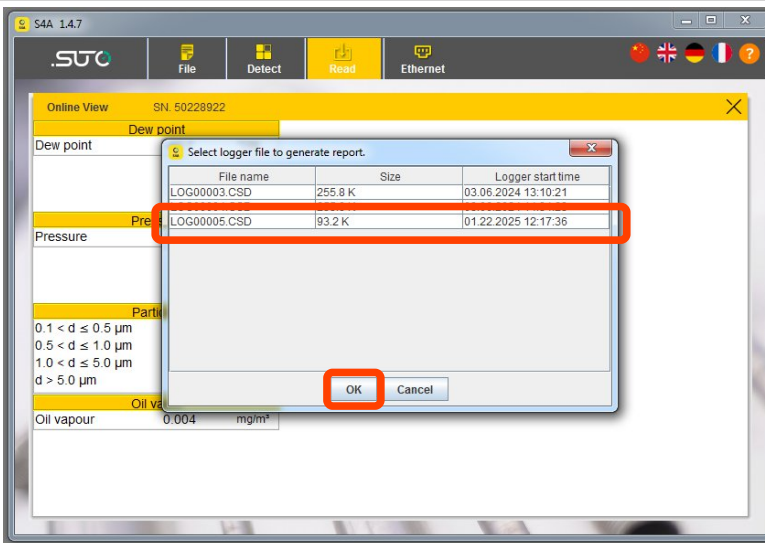 S4A 1.4.7
.SUTO
File
Detect
Read
Ethernet
?
Online View SN. 50228922
Dew point
Dew point
Select logger file to generate report.
File name Size Logger start time
LOG00003.CSD 255.8 K 03.06.2024 13:10:21
LOG00005.CSD 93.2 K 01.22.2025 12:17:36
Pressure
0.1 < d ≤ 0.5 µm
0.5 < d ≤ 1.0 µm
1.0 < d ≤ 5.0 µm
d > 5.0 µm
OK Cancel
Oil
Oil vapour 0.004 mg/m³